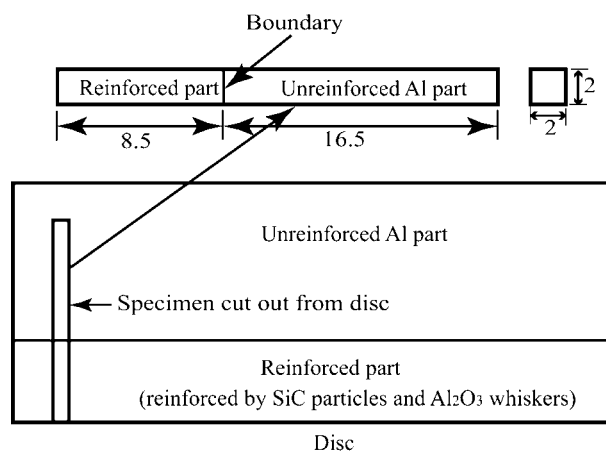 Boundary
Reinforced part
Unreinforced Al part
2
8.5
16.5
2
Unreinforced Al part
Specimen cut out from disc
Reinforced part
(reinforced by SiC particles and Al₂O₃ whiskers)
Disc